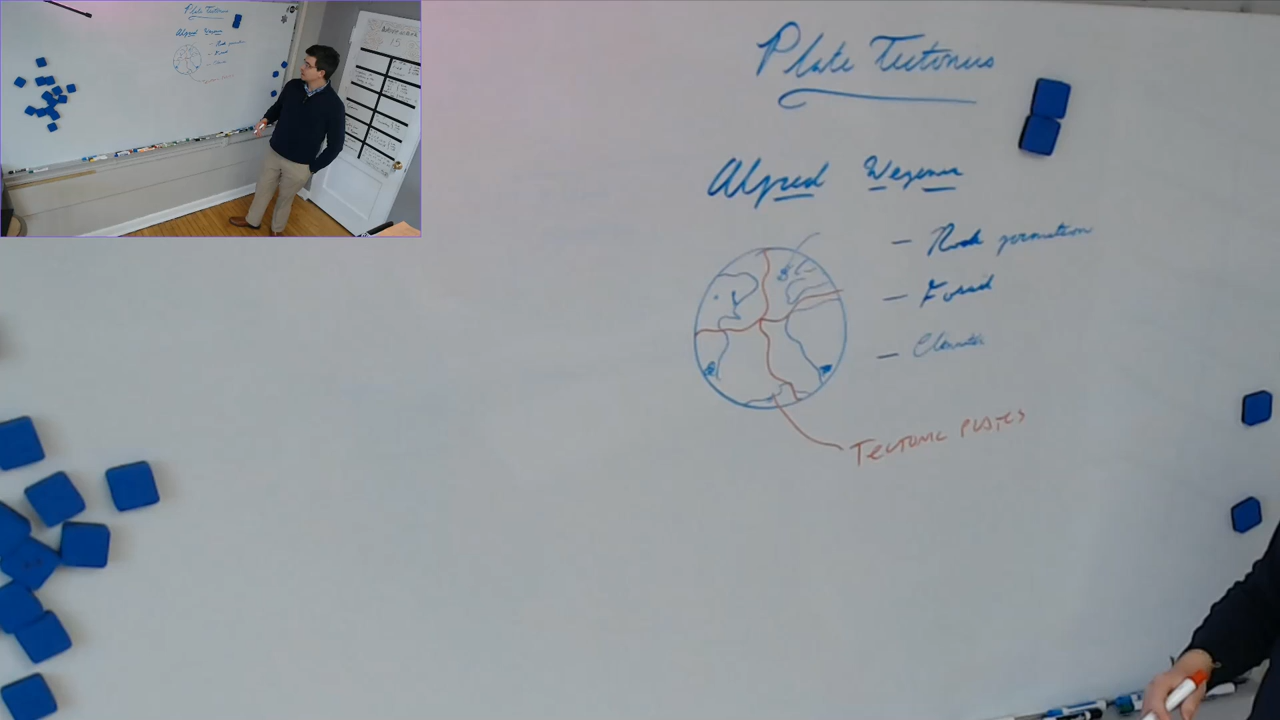 Plate Tectonics
Alfred Wegener
- Rock formation
- Fossil
- Climate
TECTONIC PLATES